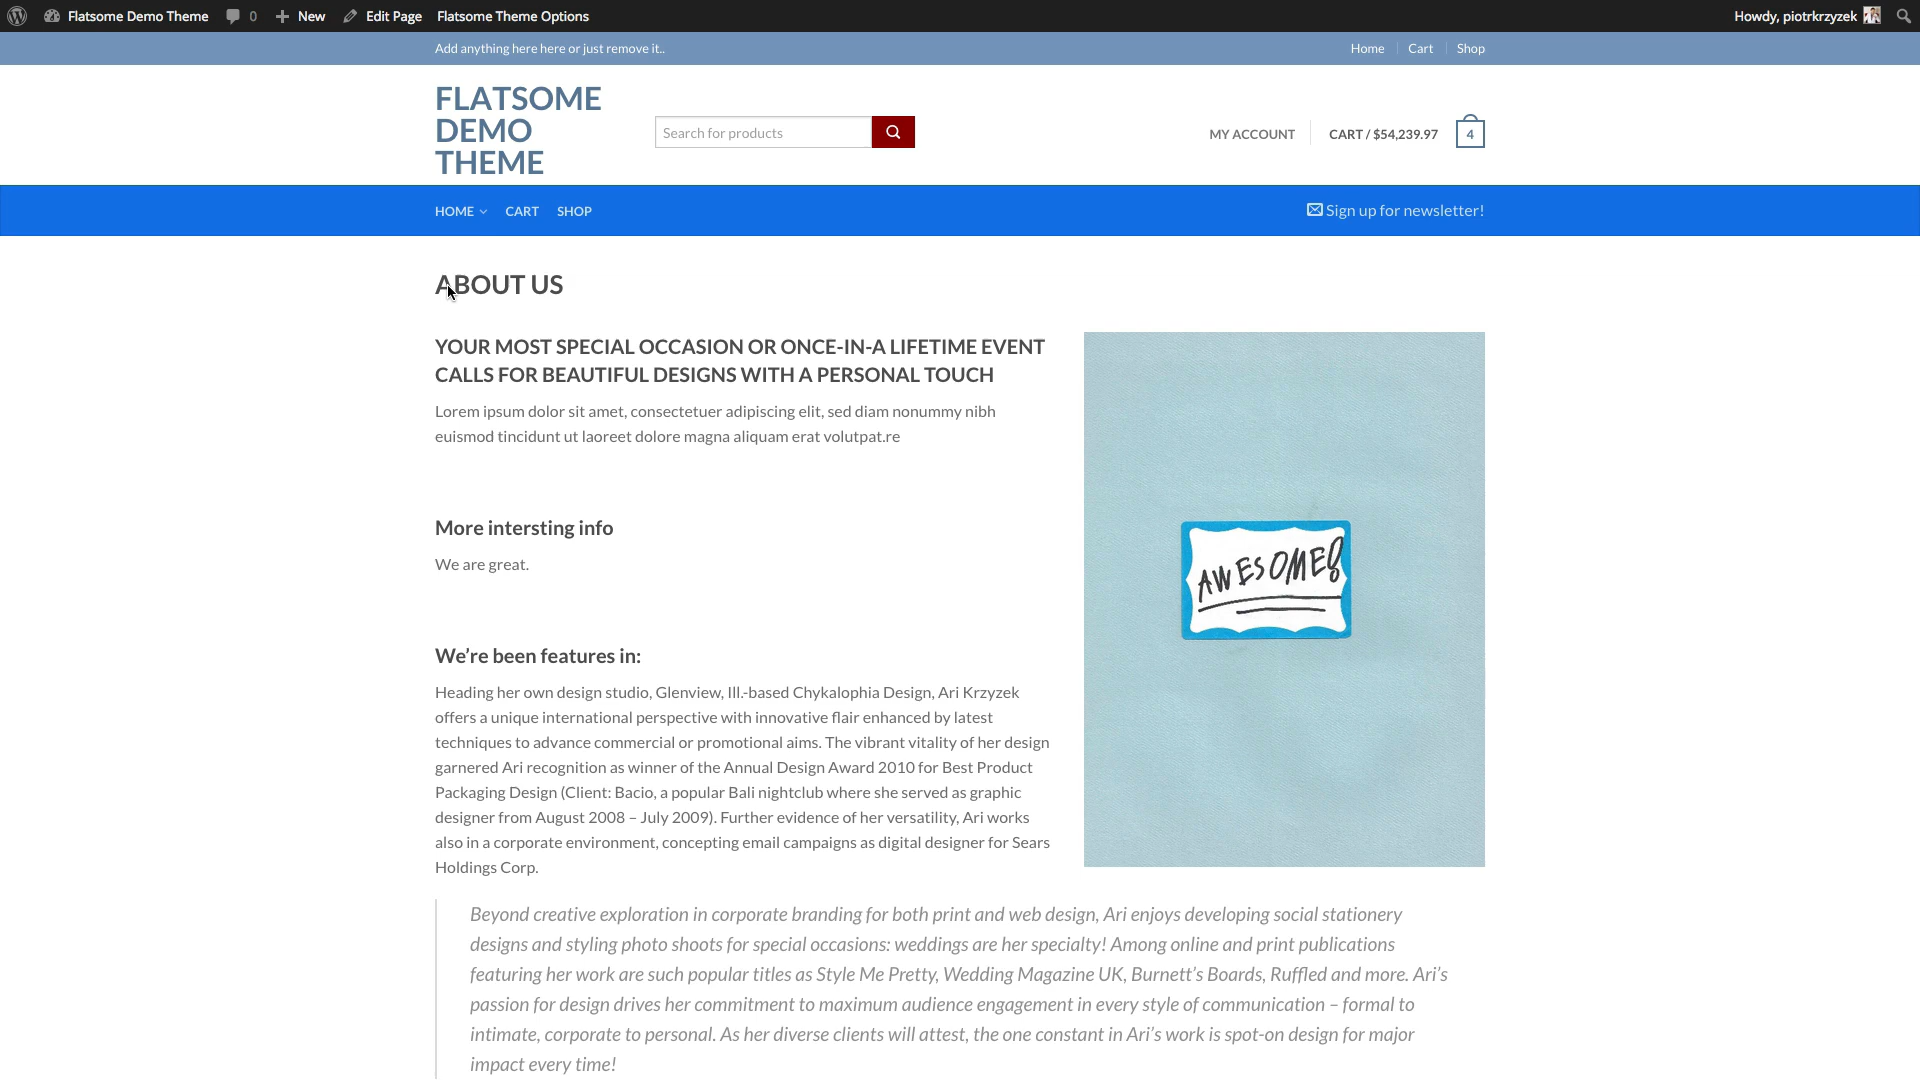 Flatsome Demo Theme 0 New Edit Page Flatsome Theme Options Howdy, piotrkrzyzek
Add anything here here or just remove it.. Home Cart Shop
FLATSOME
DEMO
THEME
Search for products
MY ACCOUNT CART / $54,239.97 4
HOME CART SHOP Sign up for newsletter!
ABOUT US
YOUR MOST SPECIAL OCCASION OR ONCE-IN-A LIFETIME EVENT
CALLS FOR BEAUTIFUL DESIGNS WITH A PERSONAL TOUCH
Lorem ipsum dolor sit amet, consectetuer adipiscing elit, sed diam nonummy nibh
euismod tincidunt ut laoreet dolore magna aliquam erat volutpat.re
More intersting info
We are great.
AWESOME!
We’re been features in:
Heading her own design studio, Glenview, Ill.-based Chykalophia Design, Ari Krzyzek
offers a unique international perspective with innovative flair enhanced by latest
techniques to advance commercial or promotional aims. The vibrant vitality of her design
garnered Ari recognition as winner of the Annual Design Award 2010 for Best Product
Packaging Design (Client: Bacio, a popular Bali nightclub where she served as graphic
designer from August 2008 – July 2009). Further evidence of her versatility, Ari works
also in a corporate environment, concepting email campaigns as digital designer for Sears
Holdings Corp.
Beyond creative exploration in corporate branding for both print and web design, Ari enjoys developing social stationery
designs and styling photo shoots for special occasions: weddings are her specialty! Among online and print publications
featuring her work are such popular titles as Style Me Pretty, Wedding Magazine UK, Burnett’s Boards, Ruffled and more. Ari’s
passion for design drives her commitment to maximum audience engagement in every style of communication – formal to
intimate, corporate to personal. As her diverse clients will attest, the one constant in Ari’s work is spot-on design for major
impact every time!